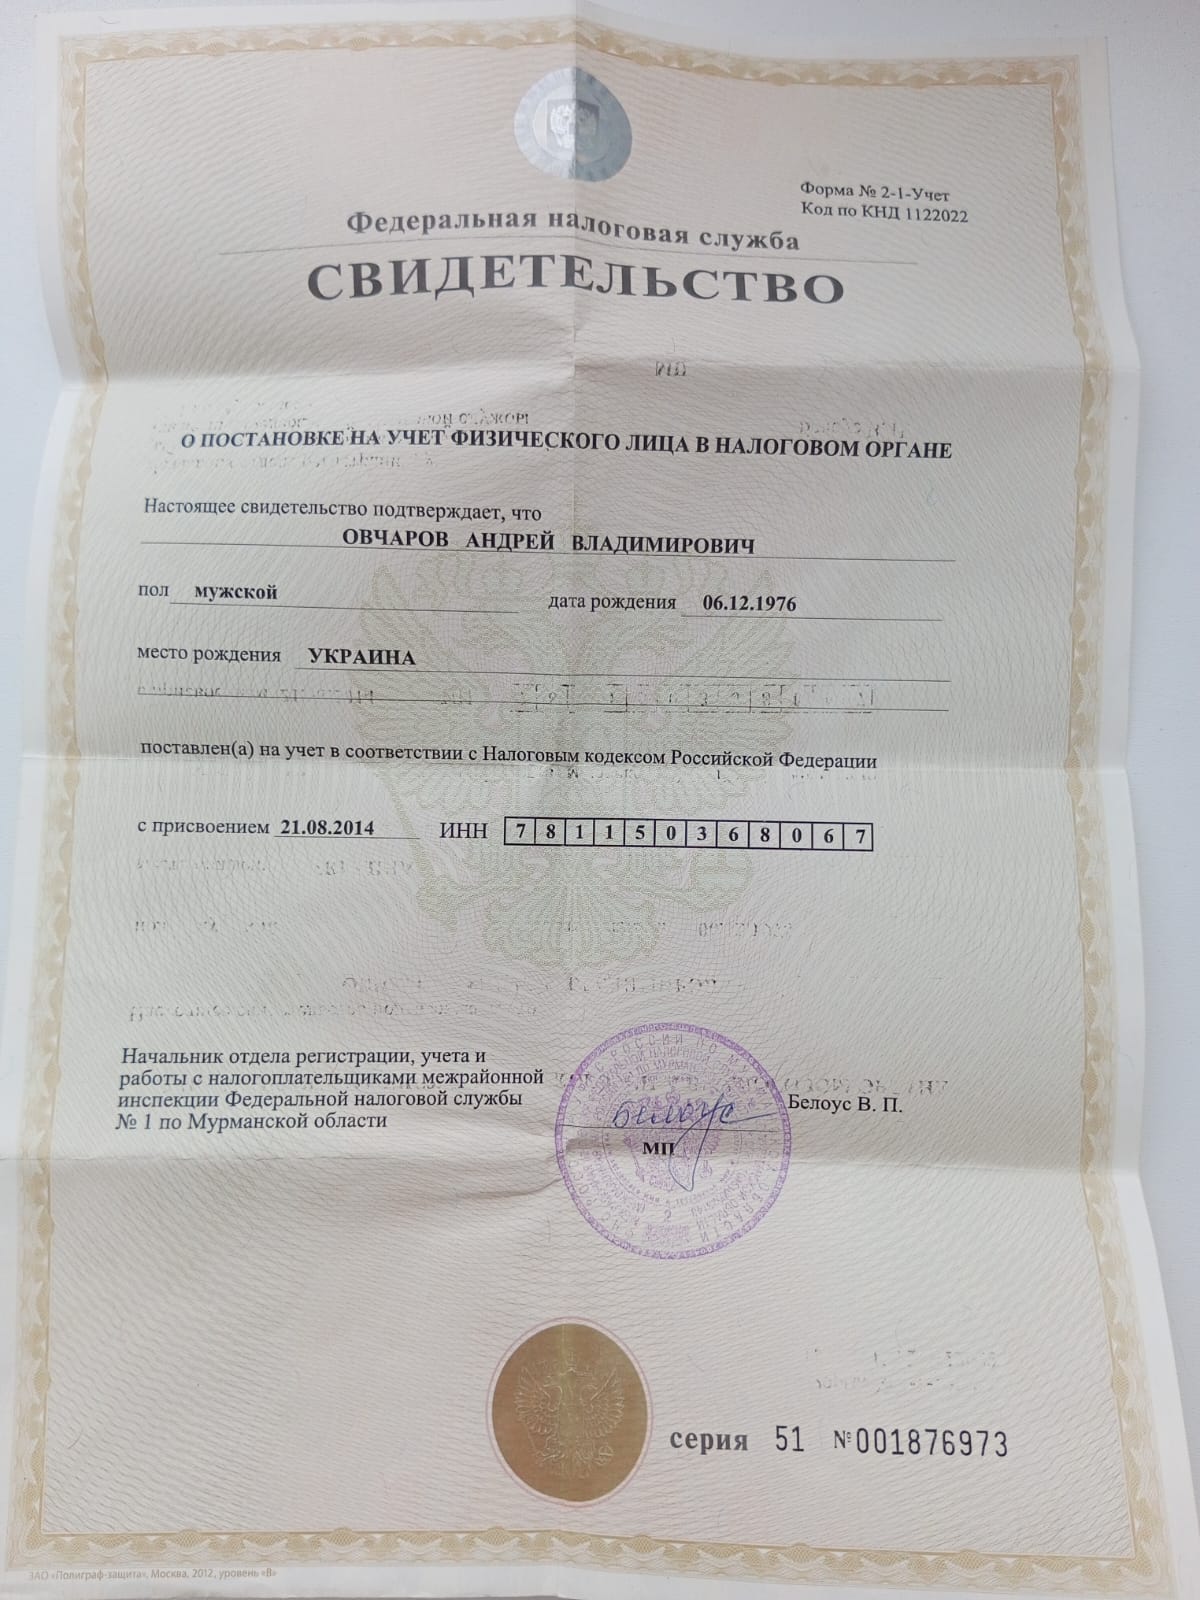 Форма № 2-1-Учет
Код по КНД 1122022
Федеральная налоговая служба
СВИДЕТЕЛЬСТВО
О ПОСТАНОВКЕ НА УЧЕТ ФИЗИЧЕСКОГО ЛИЦА В НАЛОГОВОМ ОРГАНЕ
Настоящее свидетельство подтверждает, что
ОВЧАРОВ АНДРЕЙ ВЛАДИМИРОВИЧ
пол мужской дата рождения 06.12.1976
место рождения УКРАИНА
поставлен(а) на учет в соответствии с Налоговым кодексом Российской Федерации
с присвоением 21.08.2014 ИНН 781150368067
Начальник отдела регистрации, учета и
работы с налогоплательщиками межрайонной
инспекции Федеральной налоговой службы
№ 1 по Мурманской области
Белоус
Белоус В. П.
МП
серия 51 №001876973
ЗАО «Полиграф-защита», Москва, 2012, уровень «В»